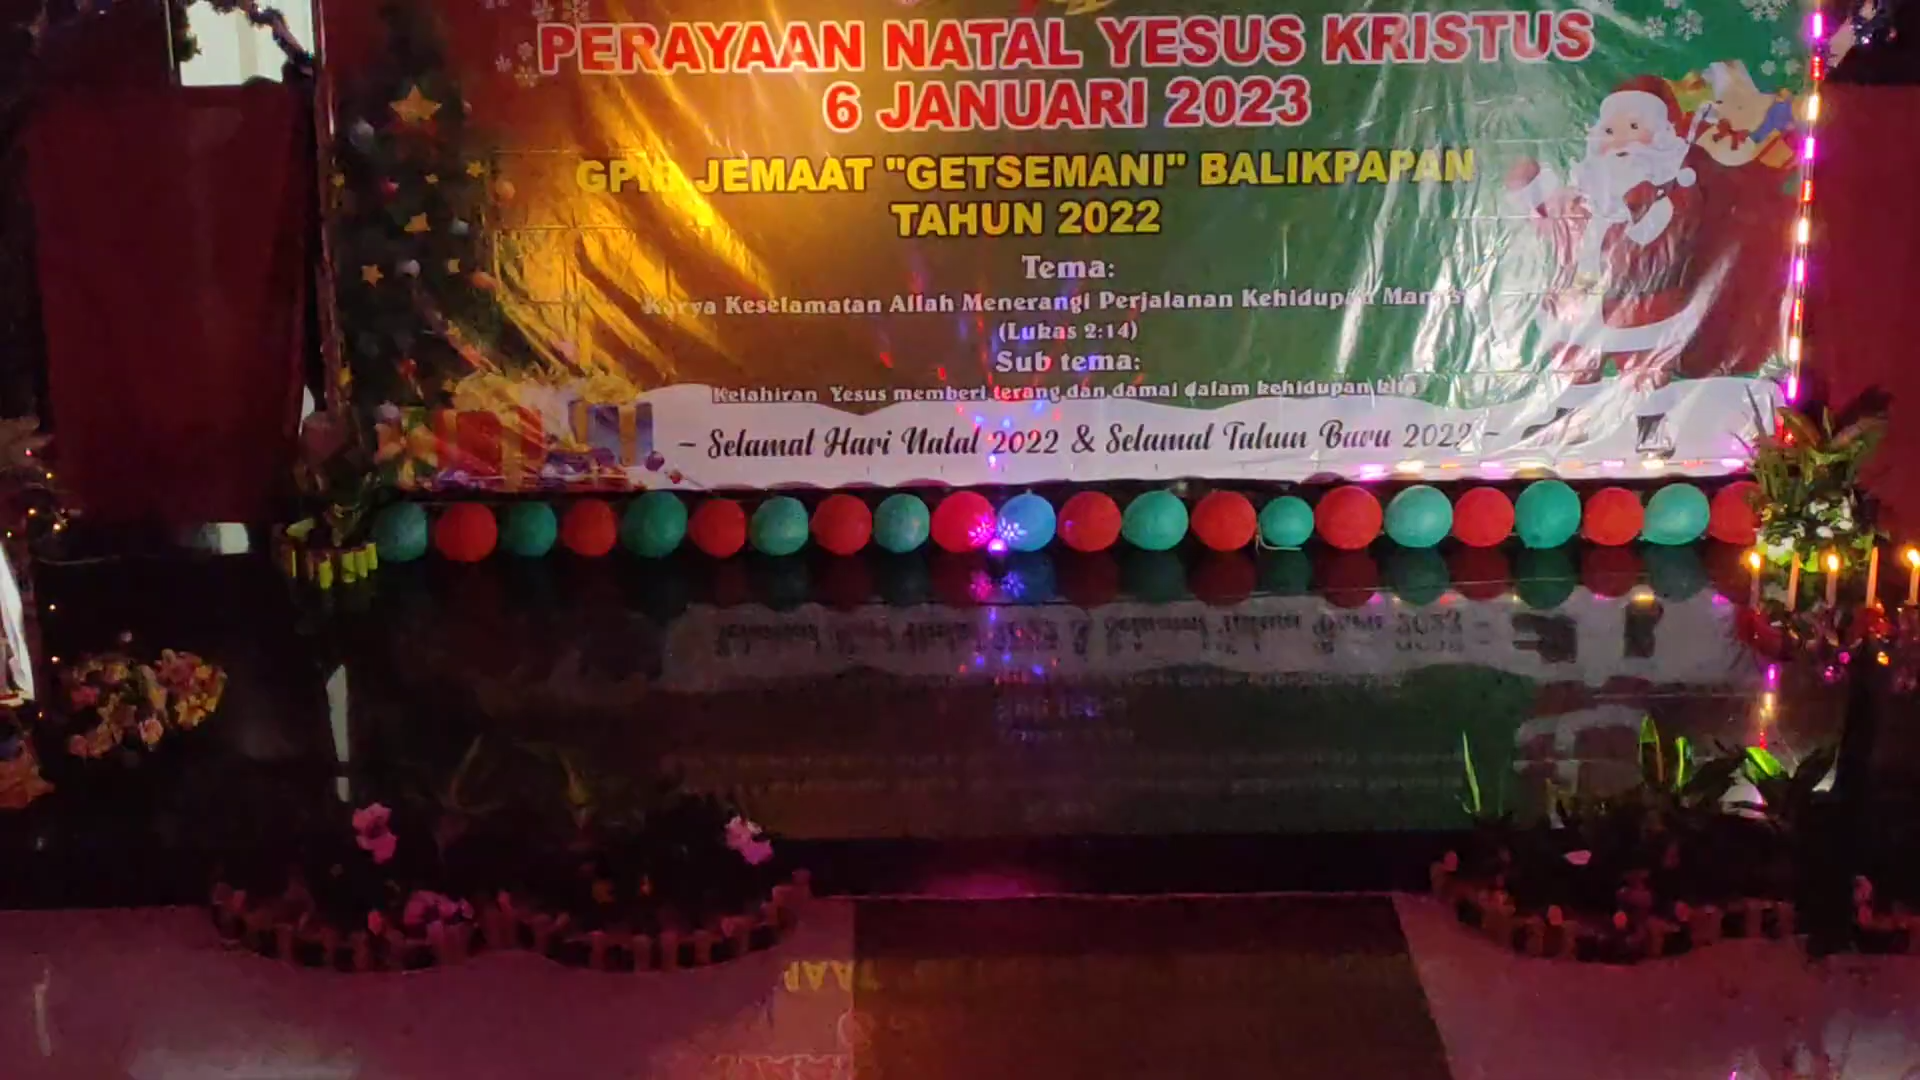 PERAYAAN NATAL YESUS KRISTUS
6 JANUARI 2023
JEMAAT "GETSEMANI" BALIKPAPAN
TAHUN 2022
Tema:
Karya Keselamatan Allah Menerangi Perjalanan Kehidupan
(Lukas 2:14)
Sub tema:
Kelahiran Yesus memberi terang dan damai dalam kehidupan kita
– Selamat Hari Natal 2022 & Selamat Tahun Baru 2023 –